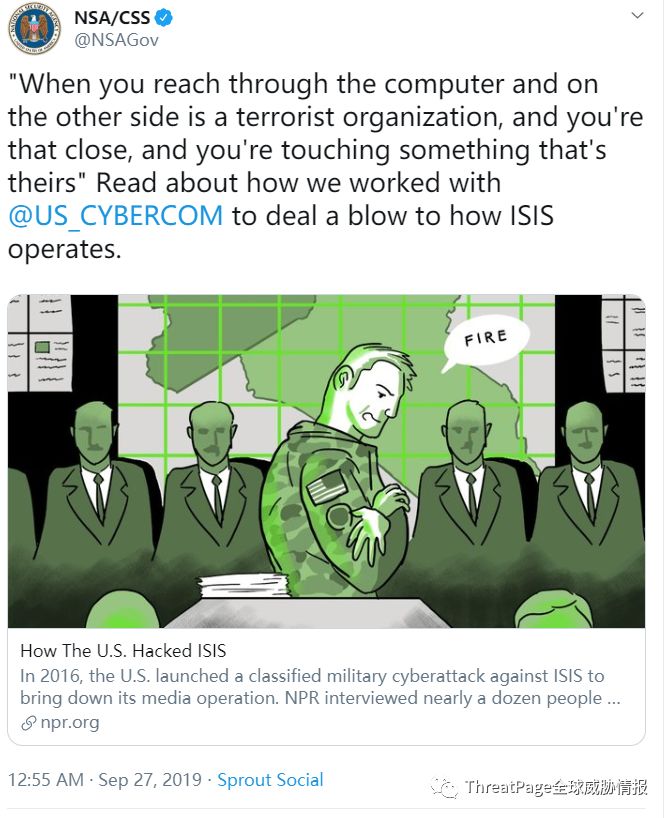 NSA/CSS
@NSAGov
"When you reach through the computer and on
the other side is a terrorist organization, and you're
that close, and you're touching something that's
theirs" Read about how we worked with
@US_CYBERCOM to deal a blow to how ISIS
operates.
FIRE
How The U.S. Hacked ISIS
In 2016, the U.S. launched a classified military cyberattack against ISIS to
bring down its media operation. NPR interviewed nearly a dozen people ...
npr.org
12:55 AM · Sep 27, 2019 · Sprout Social
ThreatPage全球威胁情报